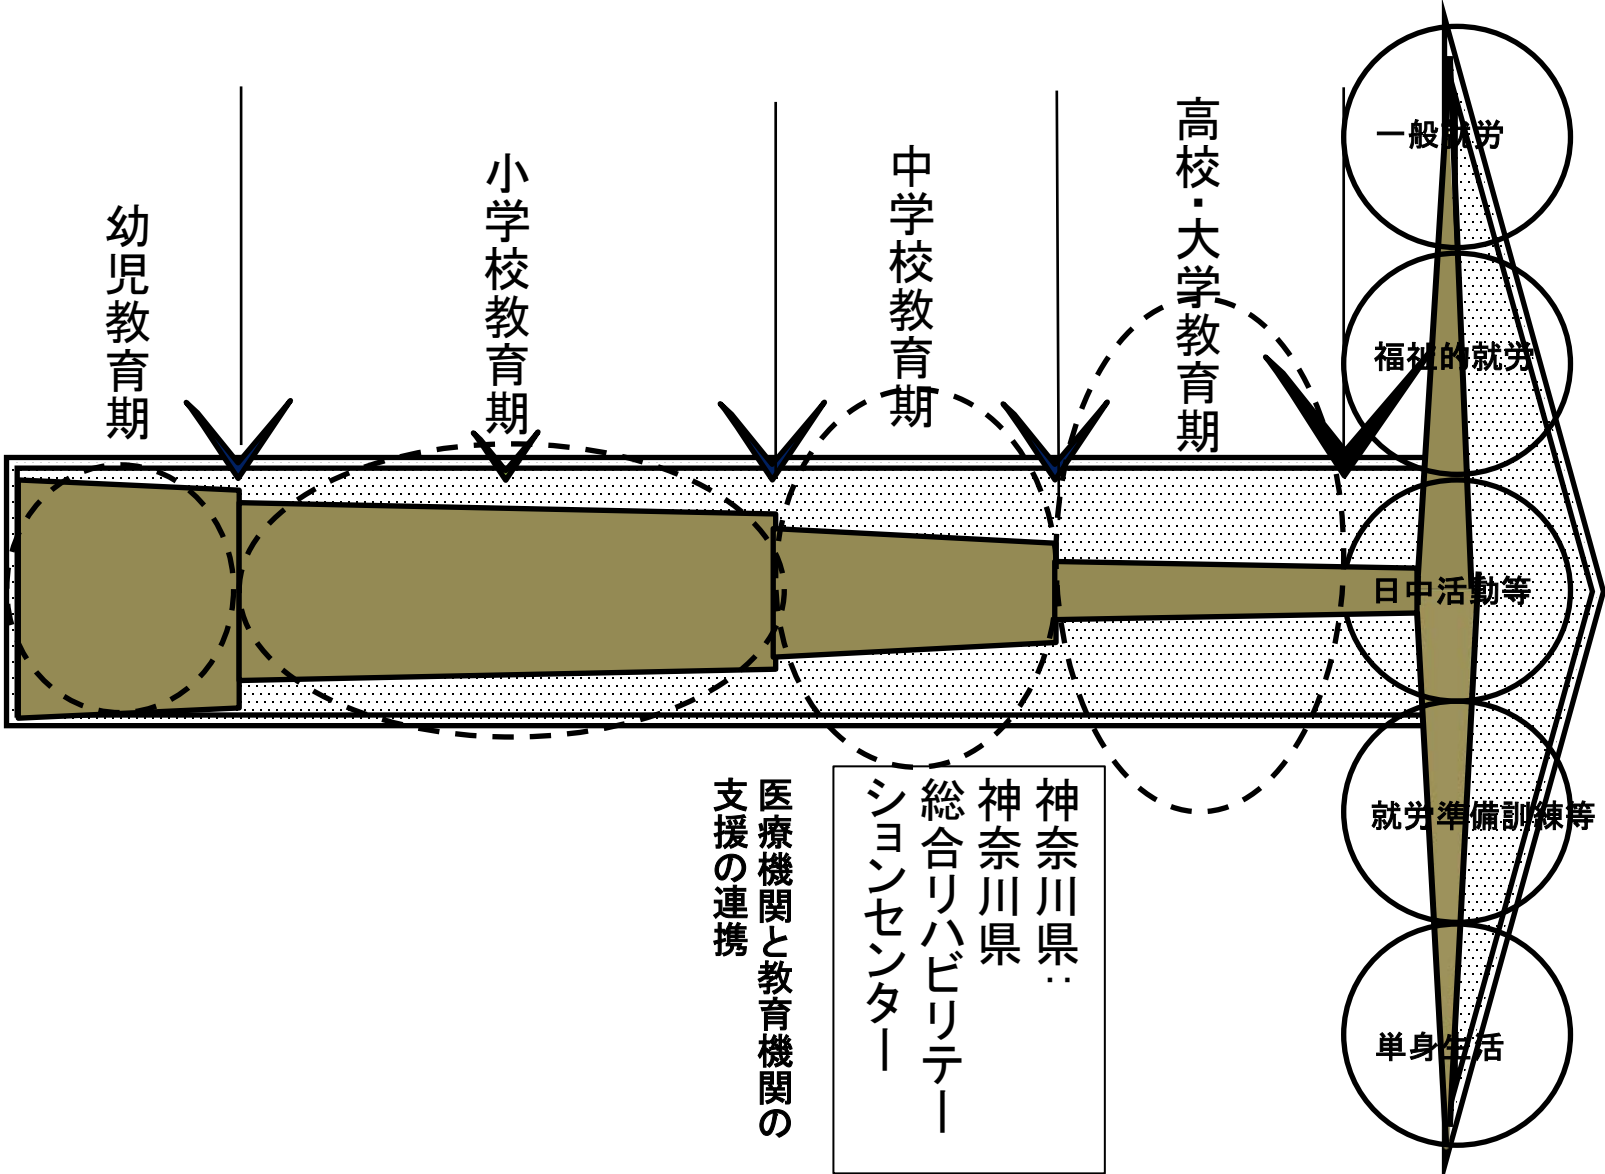 幼児教育期
小学校教育期
中学校教育期
高校・大学教育期
一般就労
福祉的就労
日中活動等
就労準備訓練等
単身生活
神奈川県：
神奈川県
総合リハビリテー
ションセンター
医療機関と教育機関の
支援の連携